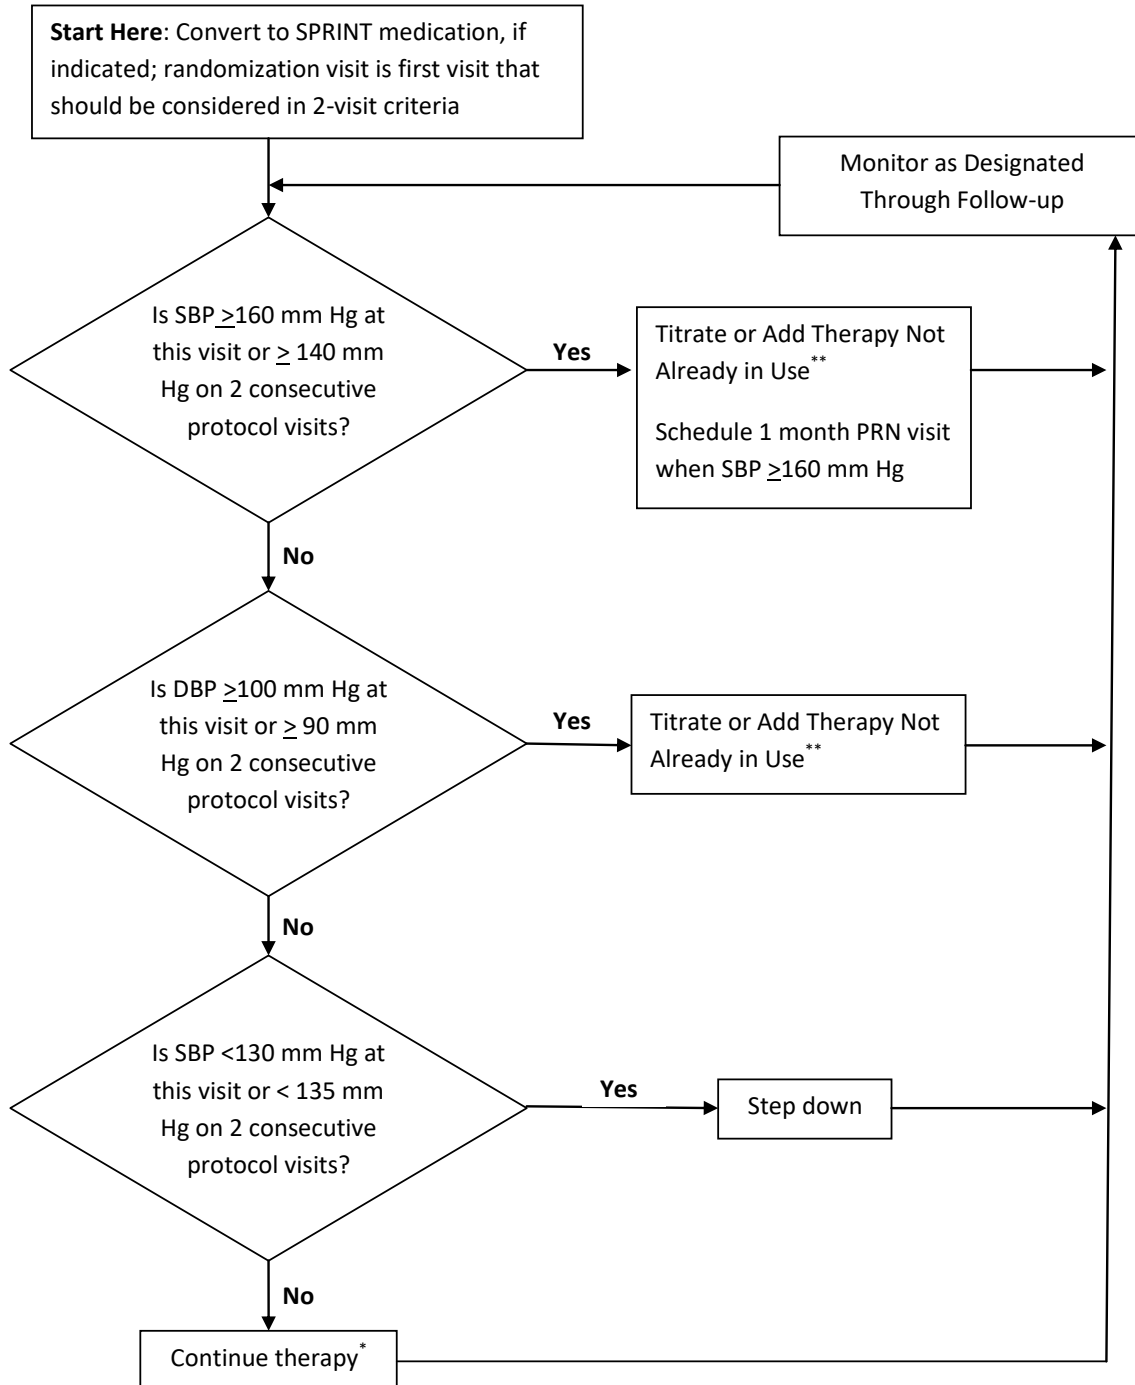 Start Here: Convert to SPRINT medication, if
indicated; randomization visit is first visit that
should be considered in 2-visit criteria
Monitor as Designated
Through Follow-up
Is SBP ≥160 mm Hg at
this visit or ≥ 140 mm
Hg on 2 consecutive
protocol visits?
Yes
Titrate or Add Therapy Not
Already in Use**
Schedule 1 month PRN visit
when SBP ≥160 mm Hg
No
Is DBP ≥100 mm Hg at
this visit or ≥ 90 mm
Hg on 2 consecutive
protocol visits?
Yes
Titrate or Add Therapy Not
Already in Use**
No
Is SBP <130 mm Hg at
this visit or < 135 mm
Hg on 2 consecutive
protocol visits?
Yes
Step down
No
Continue therapy*